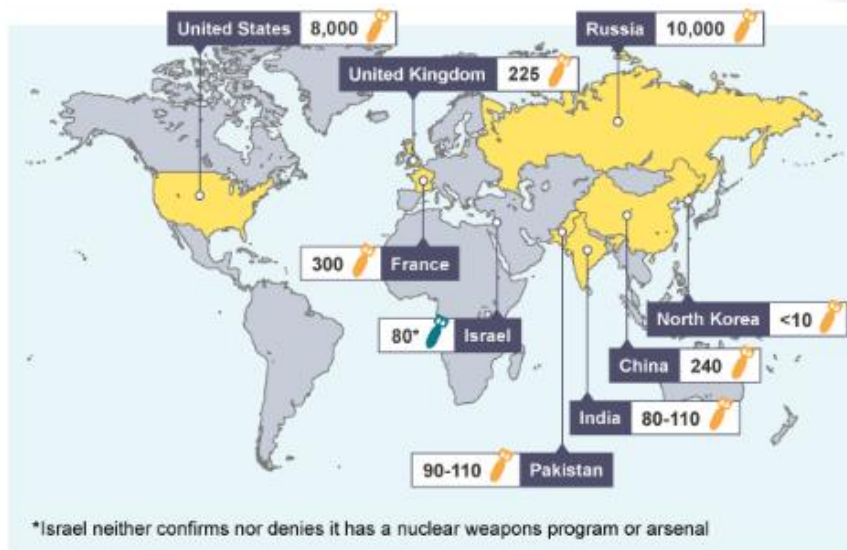 United States 8,000
Russia 10,000
United Kingdom 225
300 France
80* Israel
North Korea <10
China 240
India 80-110
90-110 Pakistan
*Israel neither confirms nor denies it has a nuclear weapons program or arsenal